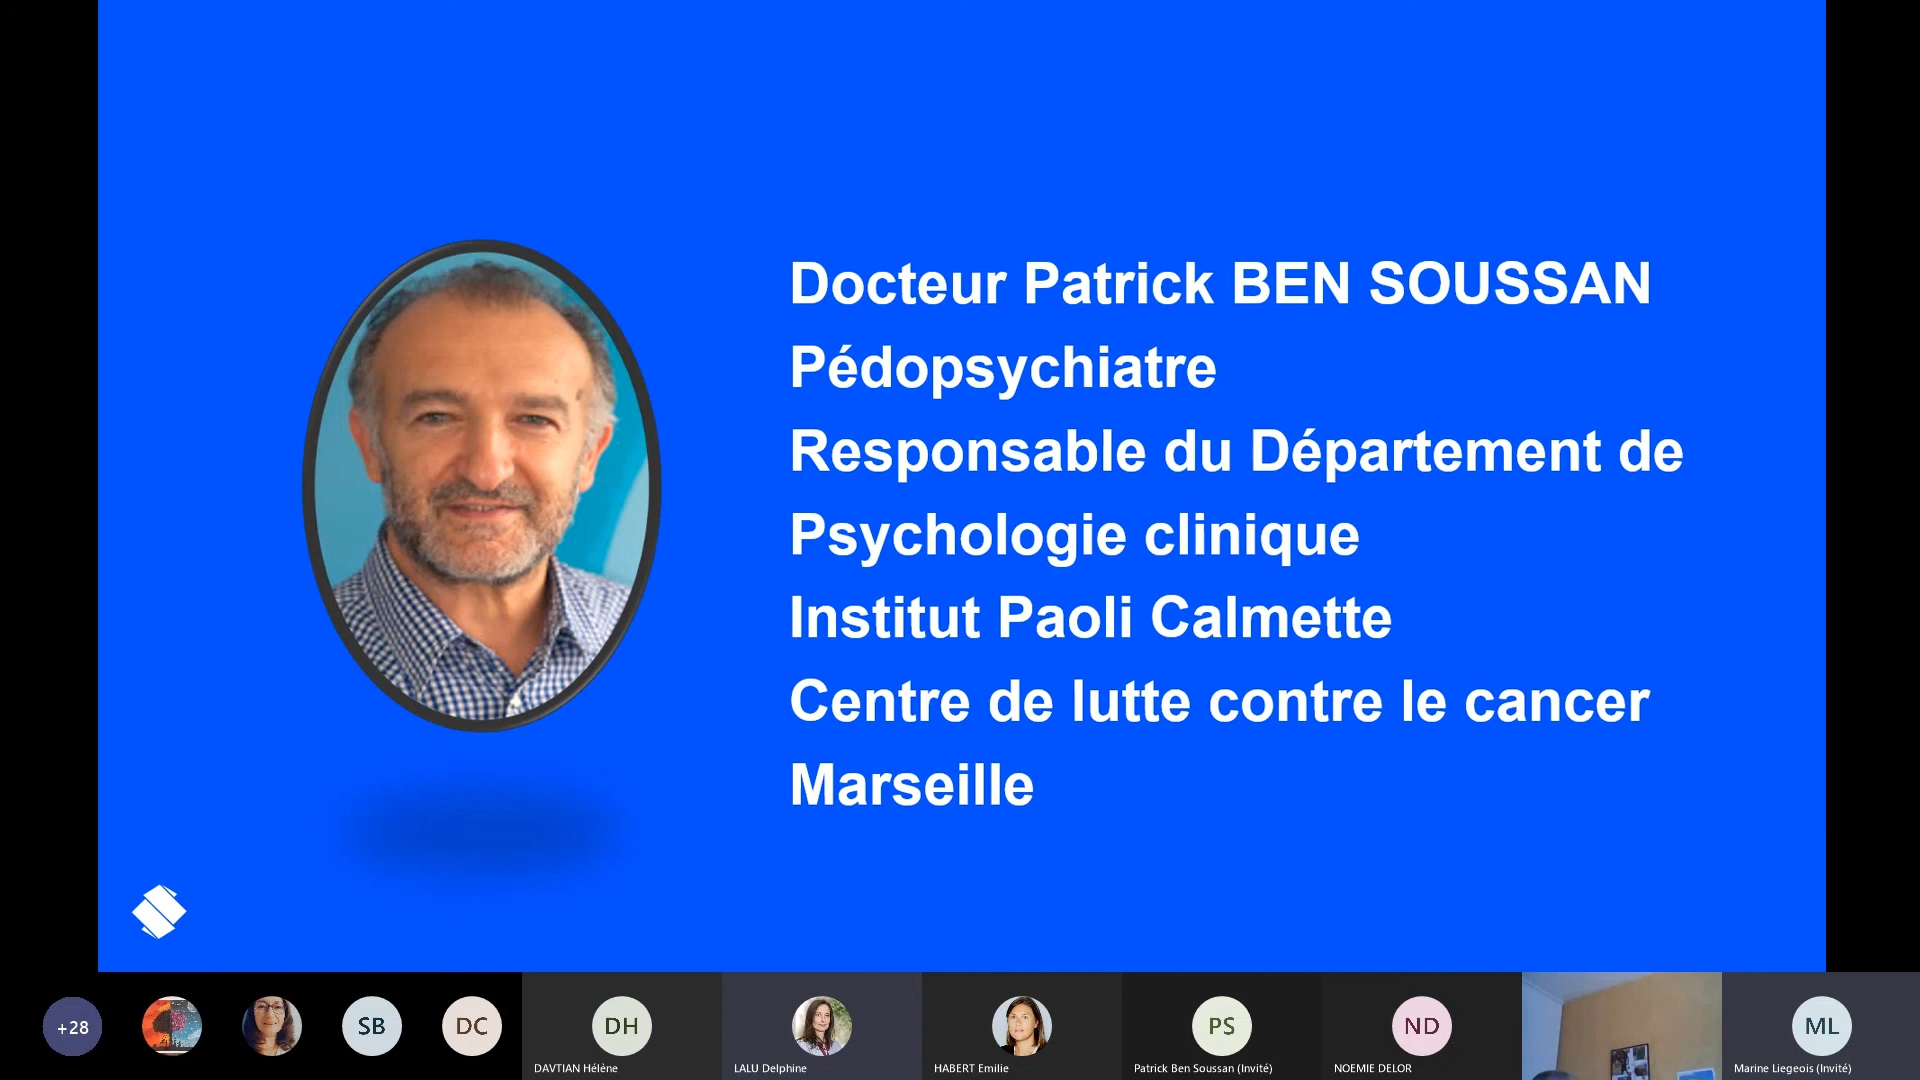 Docteur Patrick BEN SOUSSAN
Pédopsychiatre
Responsable du Département de
Psychologie clinique
Institut Paoli Calmette
Centre de lutte contre le cancer
Marseille
+28
SB
DC
DH
PS
ND
ML
DAVTIAN Hélène
LALU Delphine
HABERT Emilie
Patrick Ben Soussan (Invité)
NOEMIE DELOR
Marine Liegeois (Invité)